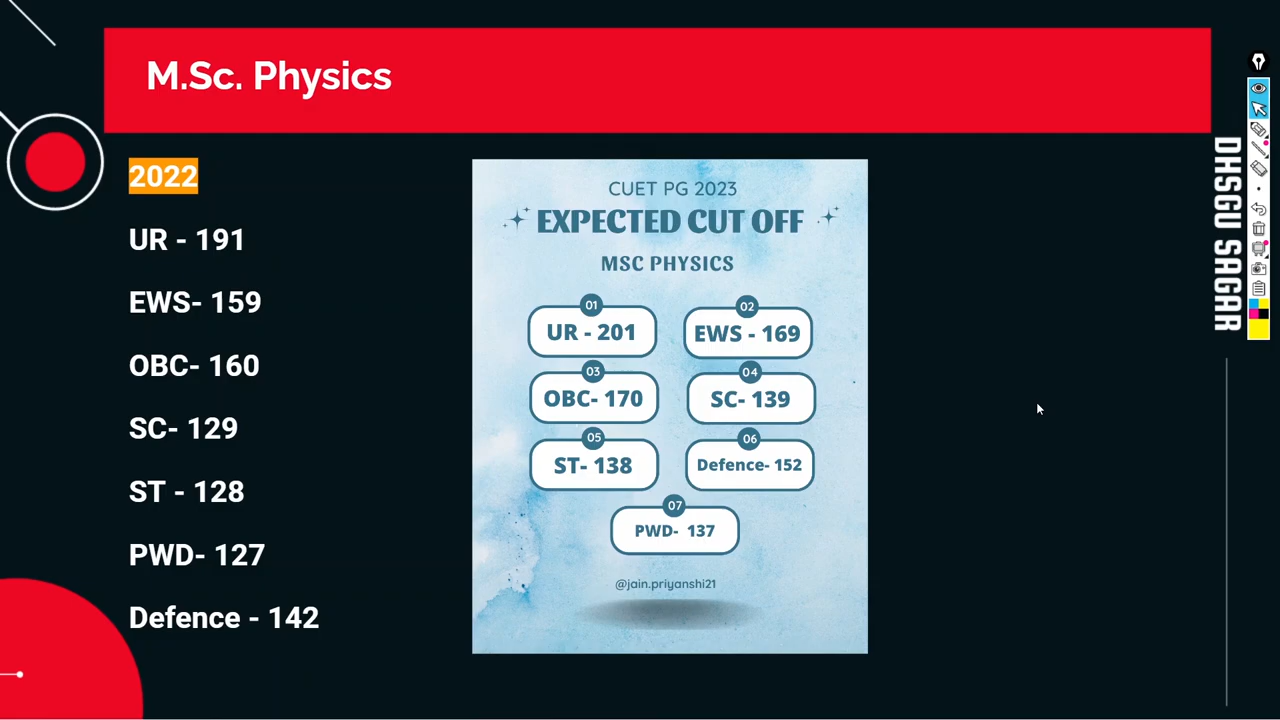 M.Sc. Physics
2022
UR - 191
EWS- 159
OBC- 160
SC- 129
ST - 128
PWD- 127
Defence - 142
CUET PG 2023
EXPECTED CUT OFF
MSC PHYSICS
01
UR - 201
02
EWS - 169
03
OBC- 170
04
SC- 139
05
ST- 138
06
Defence- 152
07
PWD- 137
@jain.priyanshi21
DHSGU SAGAR